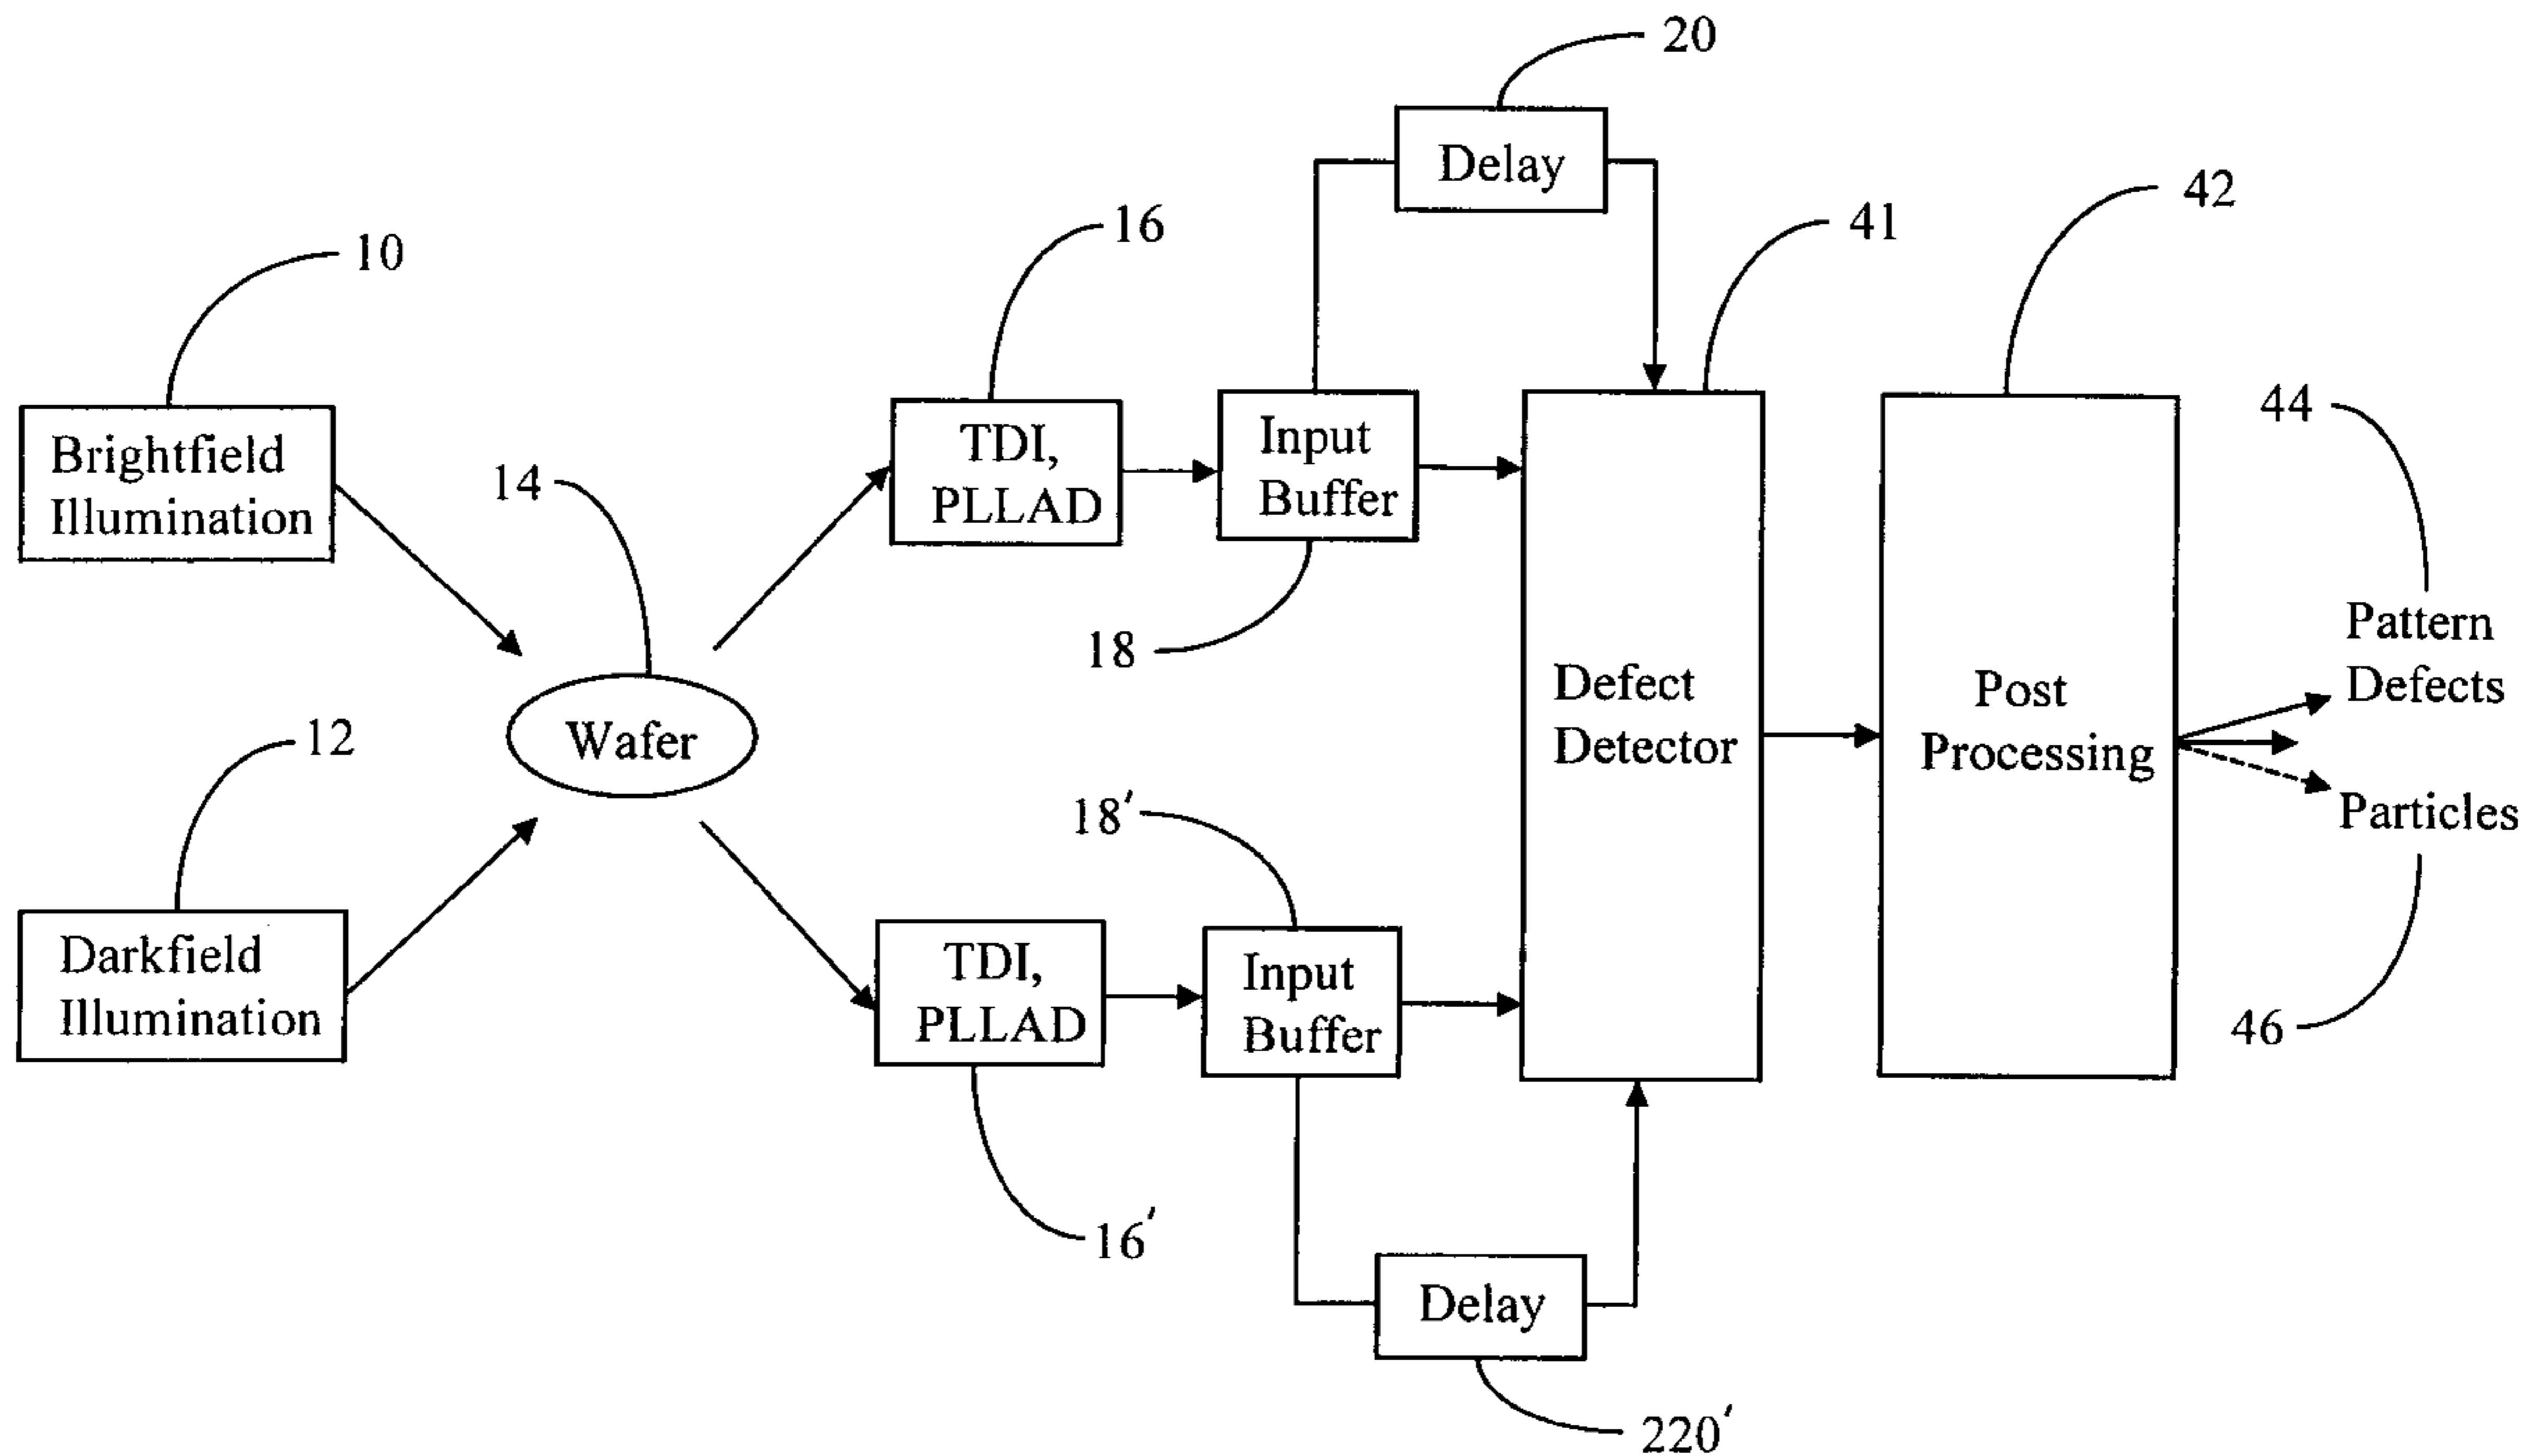 20
Delay
42
16
41
10
44
TDI,
PLLAD
Input
Buffer
Brightfield
Illumination
14
Pattern
Defects
18
Defect
Detector
Post
Processing
Wafer
12
18′
Particles
Darkfield
Illumination
TDI,
PLLAD
Input
Buffer
46
16′
Delay
220′